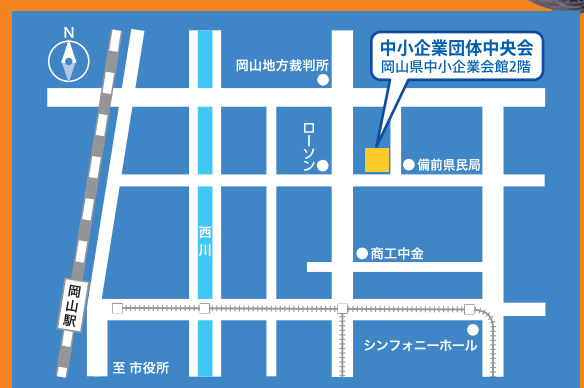 N
中小企業団体中央会
岡山県中小企業会館2階
岡山地方裁判所
ローソン
備前県民局
西川
商工中金
岡山駅
シンフォニーホール
至 市役所